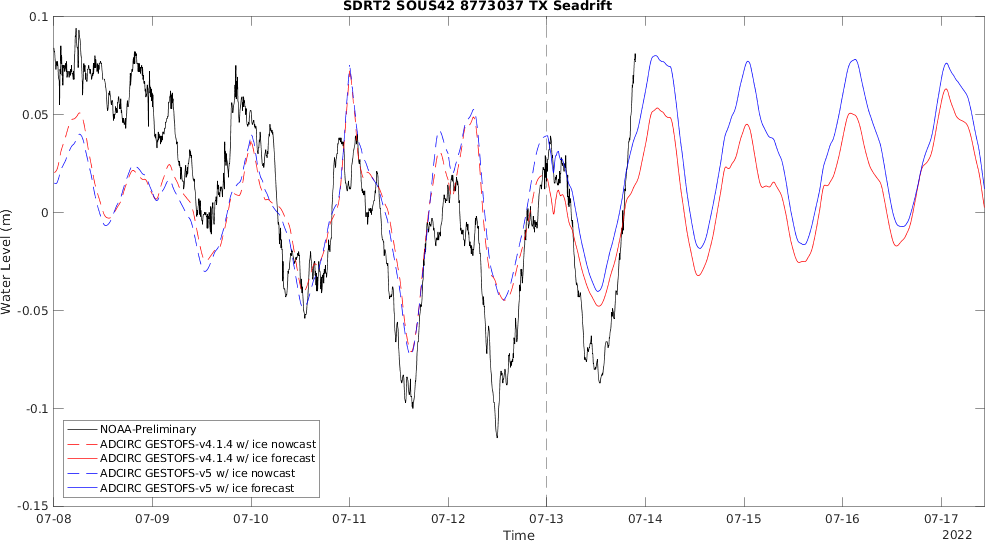 SDRT2 SOUS42 8773037 TX Seadrift
0.1
0.05
0
-0.05
-0.1
-0.15
Water Level (m)
NOAA-Preliminary
ADCIRC GESTOFS-v4.1.4 w/ ice nowcast
ADCIRC GESTOFS-v4.1.4 w/ ice forecast
ADCIRC GESTOFS-v5 w/ ice nowcast
ADCIRC GESTOFS-v5 w/ ice forecast
07-08 07-09 07-10 07-11 07-12 07-13 07-14 07-15 07-16 07-17
Time
2022